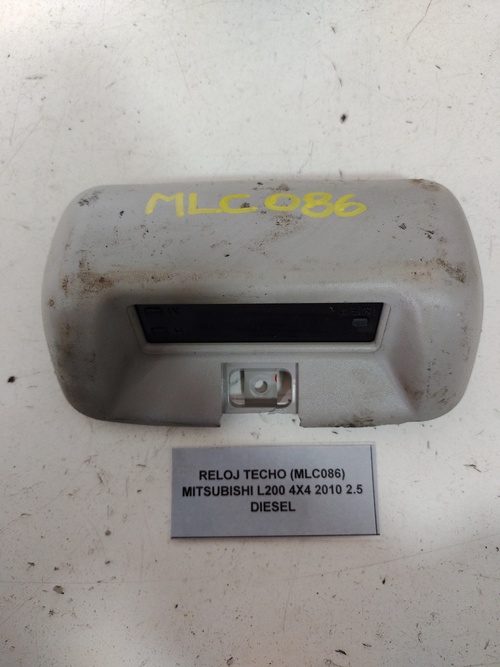 MLC086
RELOJ TECHO (MLC086)
MITSUBISHI L200 4X4 2010 2.5
DIESEL